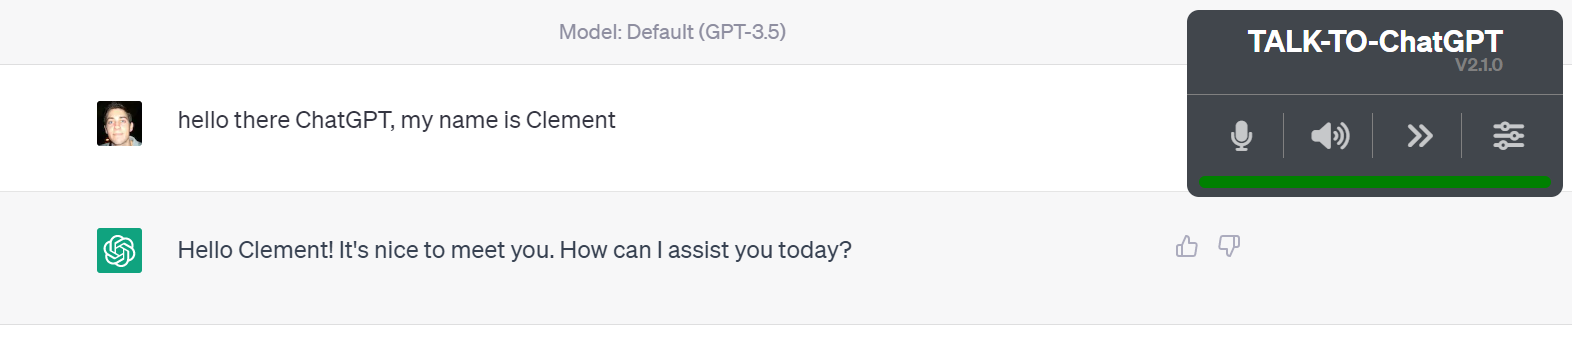 Model: Default (GPT-3.5)
TALK-TO-ChatGPT
V2.1.0
hello there ChatGPT, my name is Clement
Hello Clement! It's nice to meet you. How can I assist you today?